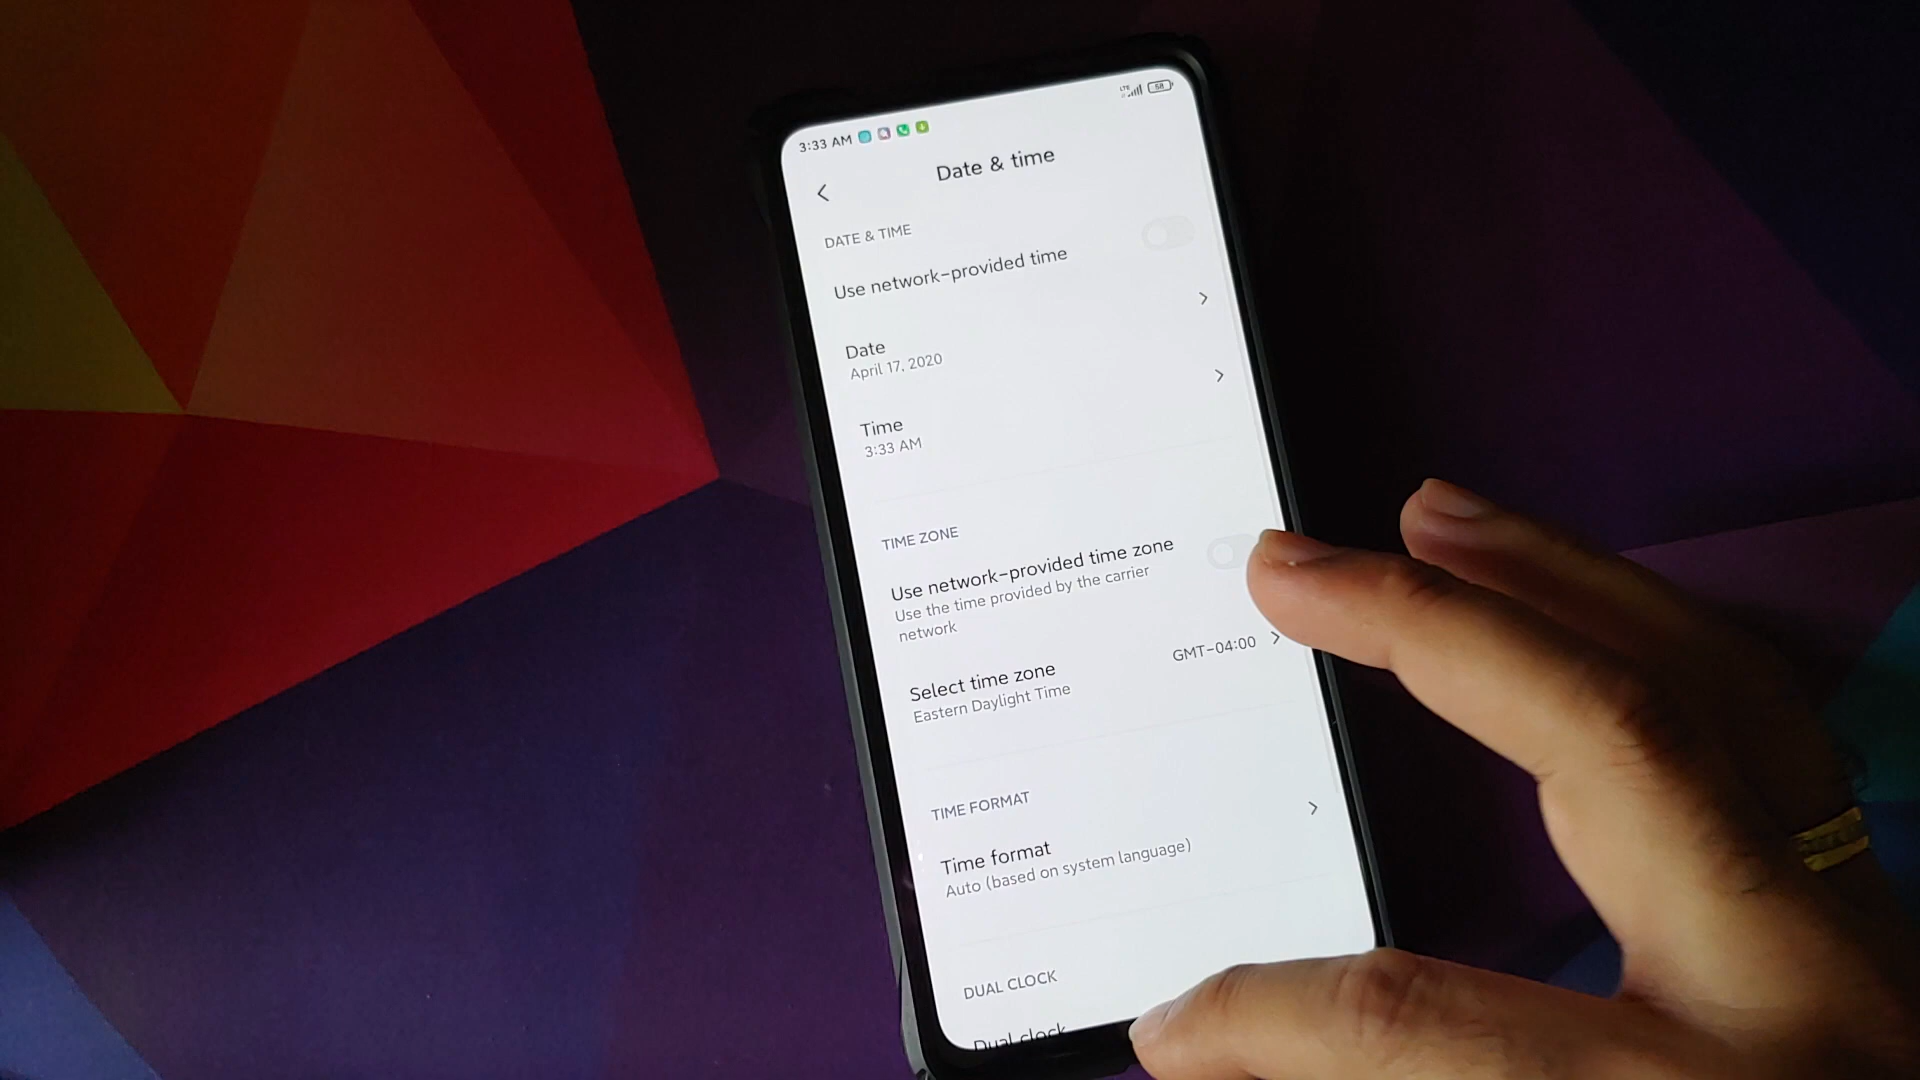 3:33 AM
LTE
58
Date & time
DATE & TIME
Use network-provided time
Date
April 17, 2020
Time
3:33 AM
TIME ZONE
Use network-provided time zone
Use the time provided by the carrier
network
Select time zone
Eastern Daylight Time
GMT-04:00
TIME FORMAT
Time format
Auto (based on system language)
DUAL CLOCK
Dual clock